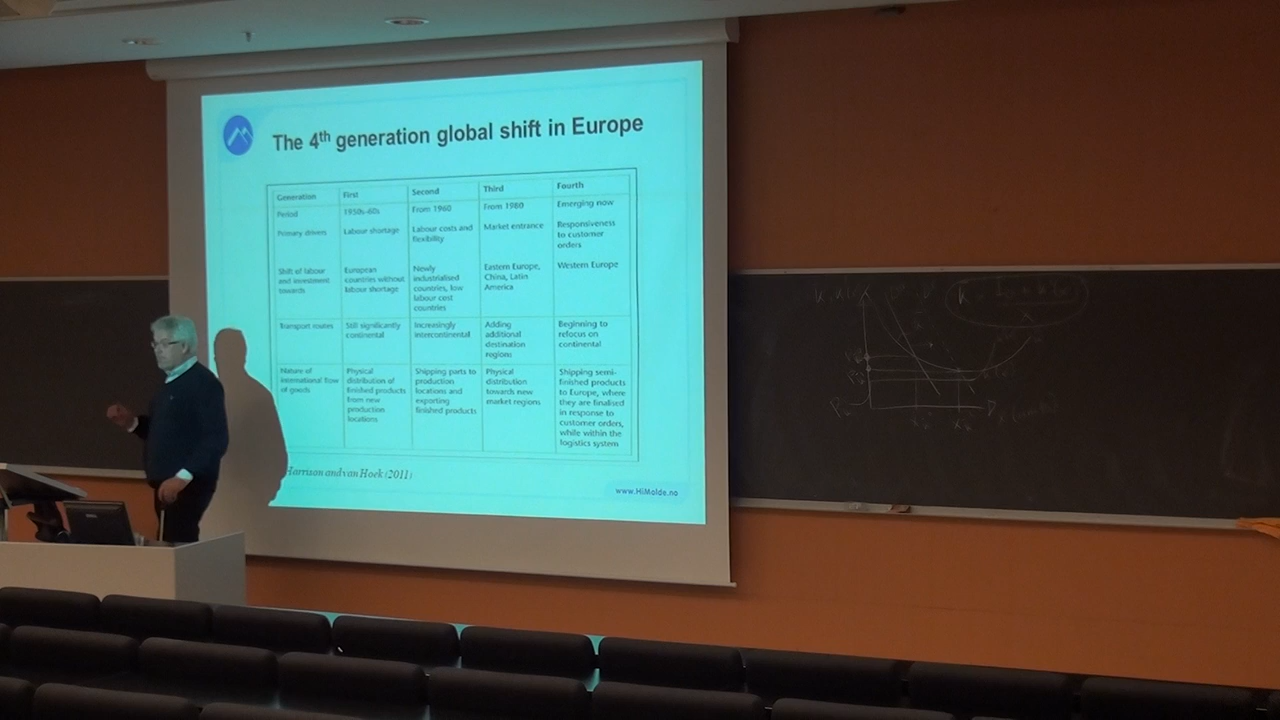 The 4th generation global shift in Europe
Generation First Second Third Fourth
Period 1950s-60s From 1960 From 1980 Emerging now
Primary drivers Labour shortage Labour costs and Market entrance Responsiveness
flexibility to customer
orders
Shift of labour European Newly Eastern Europe, Western Europe
and investment countries without industrialised China, Latin
towards labour shortage countries, low America
labour cost
countries
Transport routes Still significantly Increasingly Adding Beginning to
continental intercontinental additional refocus on
destination continental
regions
Nature of Physical Shipping parts to Physical Shipping semi-
international flow distribution of production distribution finished products
of goods finished products locations and towards new to Europe, where
from new exporting market regions they are finalised
production finished products in response to
locations customer orders,
while within the
logistics system
Harrison and van Hoek (2011)
www.HiMolde.no